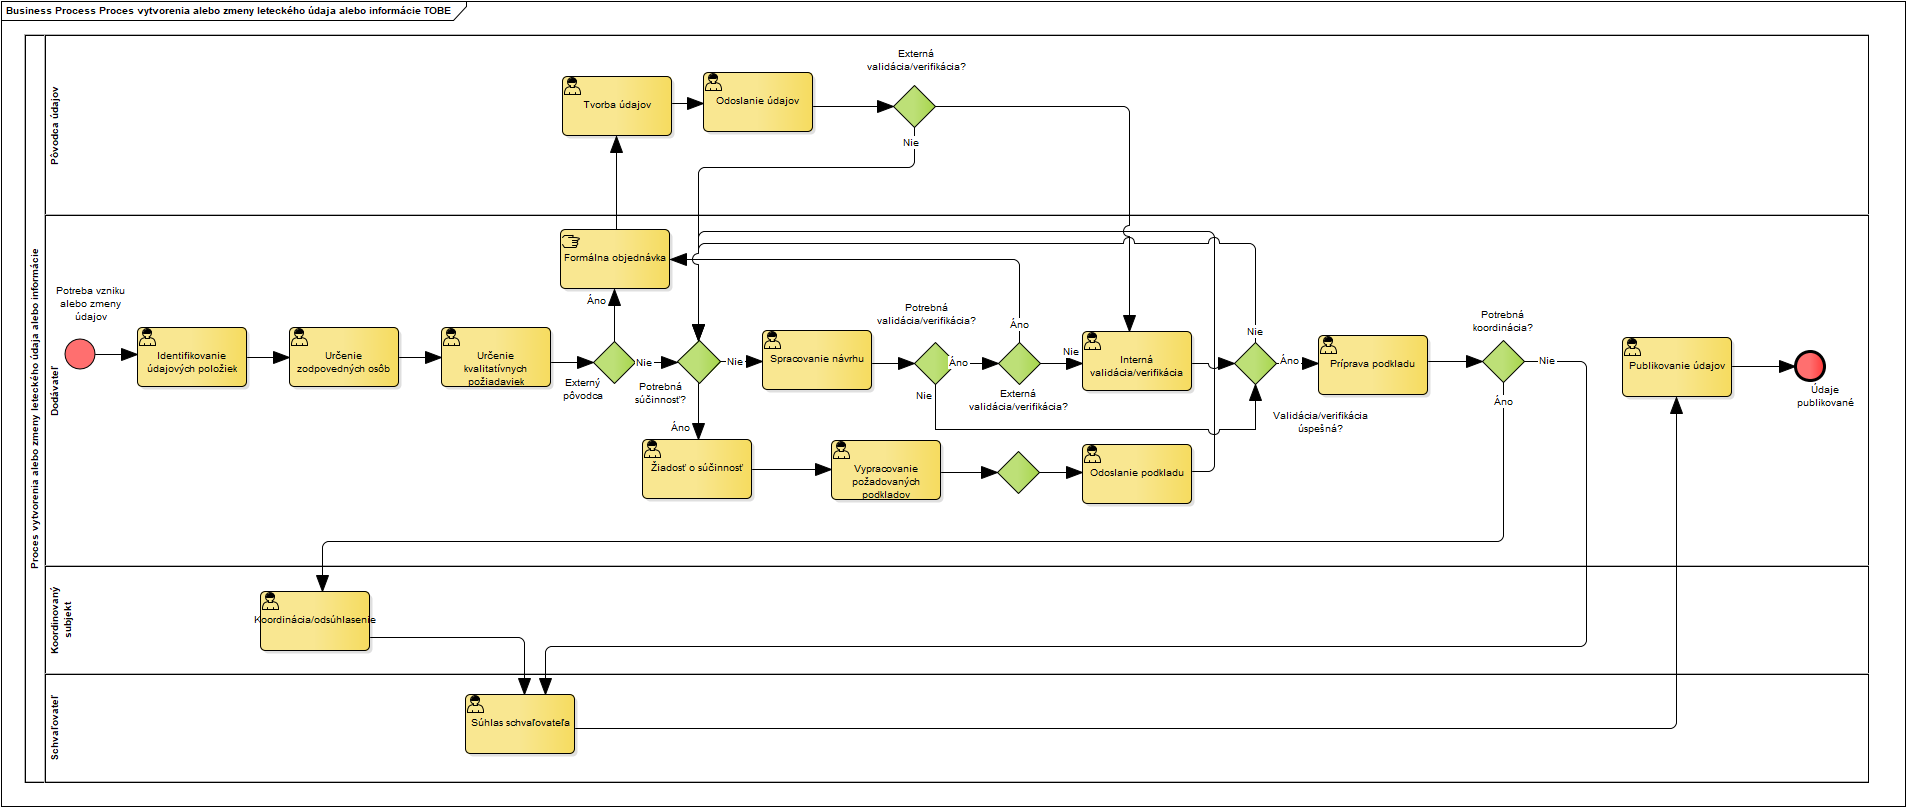 Business Process Proces vytvorenia alebo zmeny leteckého údaja alebo informácie TOBE
Proces vytvorenia alebo zmeny leteckého údaja alebo informácie
Pôvodca údajov
Tvorba údajov
Odoslanie údajov
Externá
validácia/verifikácia?
Nie
Dodávateľ
Potreba vzniku
alebo zmeny
údajov
Identifikovanie
údajových položiek
Určenie
zodpovedných osôb
Určenie
kvalitatívnych
požiadaviek
Externý
pôvodca
Áno
Formálna objednávka
Nie
Potrebná
súčinnosť?
Nie
Áno
Spracovanie návrhu
Potrebná
validácia/verifikácia?
Áno
Nie
Áno
Externá
validácia/verifikácia?
Nie
Interná
validácia/verifikácia
Nie
Áno
Validácia/verifikácia
úspešná?
Príprava podkladu
Potrebná
koordinácia?
Nie
Áno
Publikovanie údajov
Údaje
publikované
Žiadosť o súčinnosť
Vypracovanie
požadovaných
podkladov
Odoslanie podkladu
Koordinovaný
subjekt
Koordinácia/odsúhlasenie
Schvaľovateľ
Súhlas schvaľovateľa